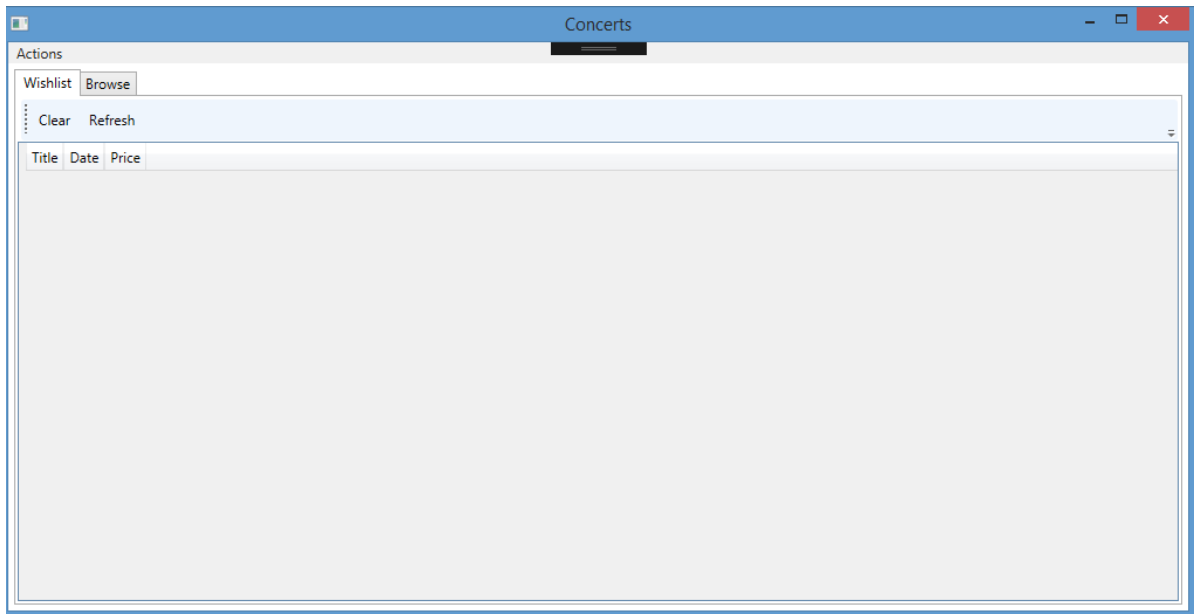 Concerts
Actions
Wishlist Browse
Clear Refresh
Title Date Price